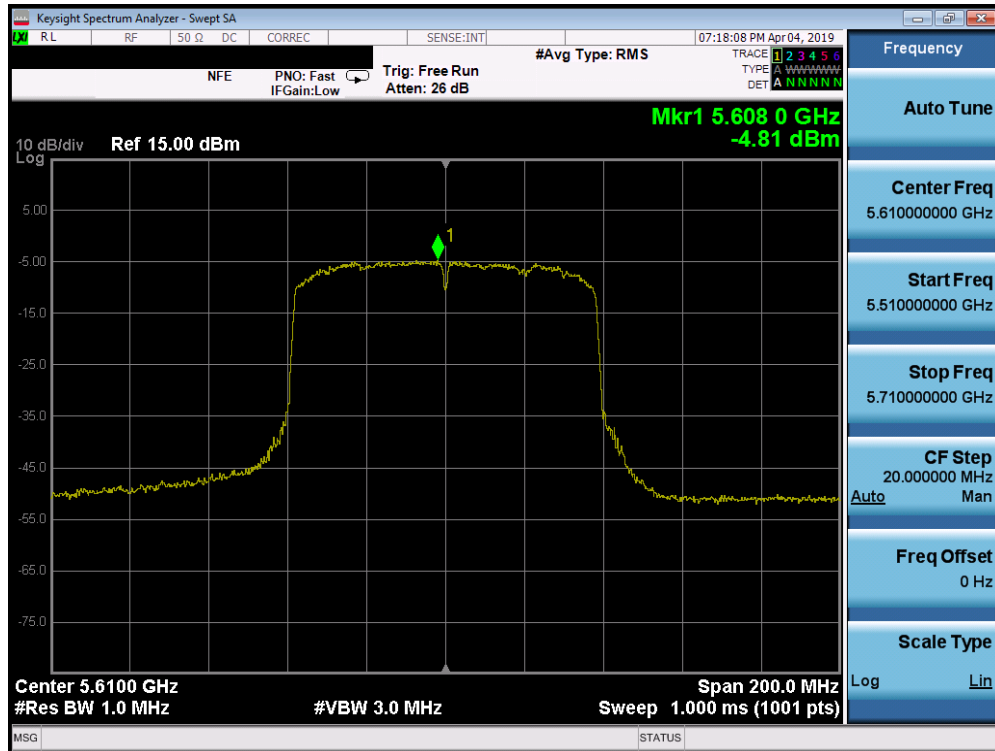 Keysight Spectrum Analyzer - Swept SA
LXI RL RF 50 Ω DC CORREC SENSE:INT 07:18:08 PM Apr 04, 2019
#Avg Type: RMS TRACE 1 2 3 4 5 6
NFE PNO: Fast Trig: Free Run TYPE A WWWWW
IFGain:Low Atten: 26 dB DET A N N N N N
Mkr1 5.608 0 GHz
-4.81 dBm
10 dB/div Ref 15.00 dBm
Log
5.00
1
-5.00
-15.0
-25.0
-35.0
-45.0
-55.0
-65.0
-75.0
Center 5.6100 GHz Span 200.0 MHz
#Res BW 1.0 MHz #VBW 3.0 MHz Sweep 1.000 ms (1001 pts)
MSG STATUS
Frequency
Auto Tune
Center Freq
5.610000000 GHz
Start Freq
5.510000000 GHz
Stop Freq
5.710000000 GHz
CF Step
20.000000 MHz
Auto Man
Freq Offset
0 Hz
Scale Type
Log Lin